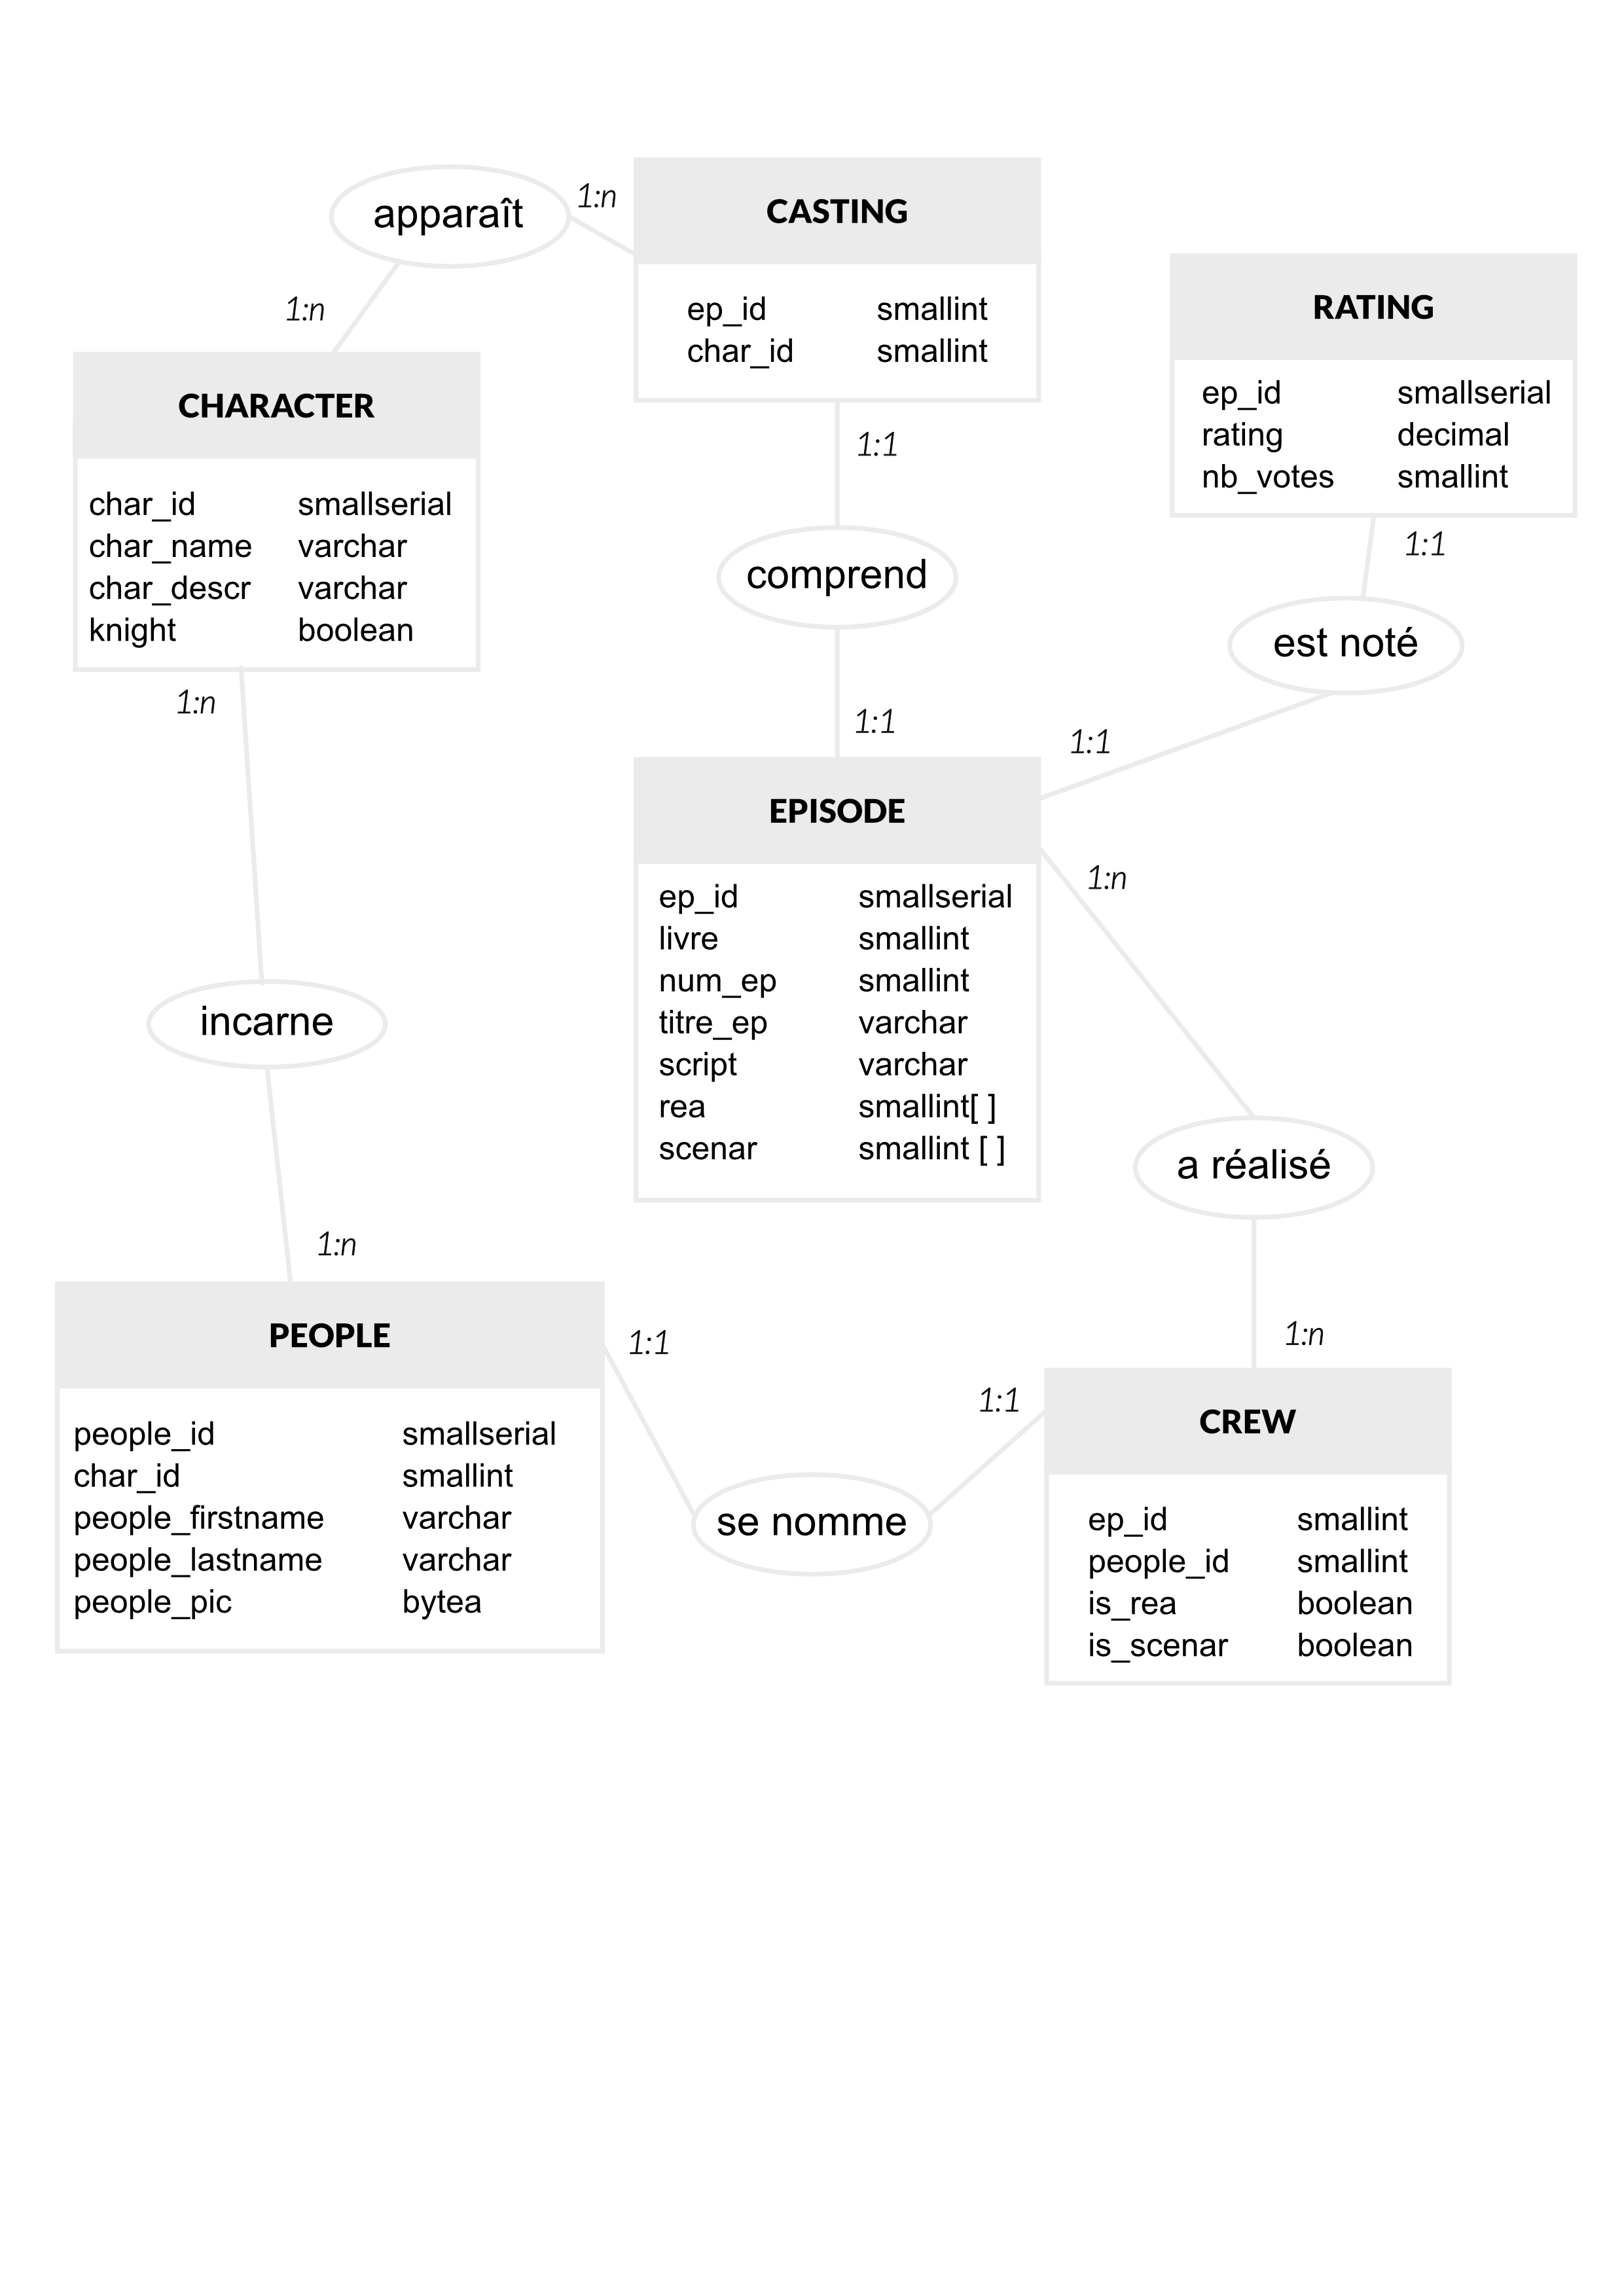 apparaît
1:n
CASTING
ep_id smallint
char_id smallint
1:n
RATING
ep_id smallserial
rating decimal
nb_votes smallint
CHARACTER
char_id smallserial
char_name varchar
char_descr varchar
knight boolean
1:1
1:1
comprend
est noté
1:n
1:1
1:1
EPISODE
ep_id smallserial
livre smallint
num_ep smallint
titre_ep varchar
script varchar
rea smallint[ ]
scenar smallint [ ]
1:n
incarne
a réalisé
1:n
1:n
PEOPLE
people_id smallserial
char_id smallint
people_firstname varchar
people_lastname varchar
people_pic bytea
1:1
1:1
se nomme
CREW
ep_id smallint
people_id smallint
is_rea boolean
is_scenar boolean